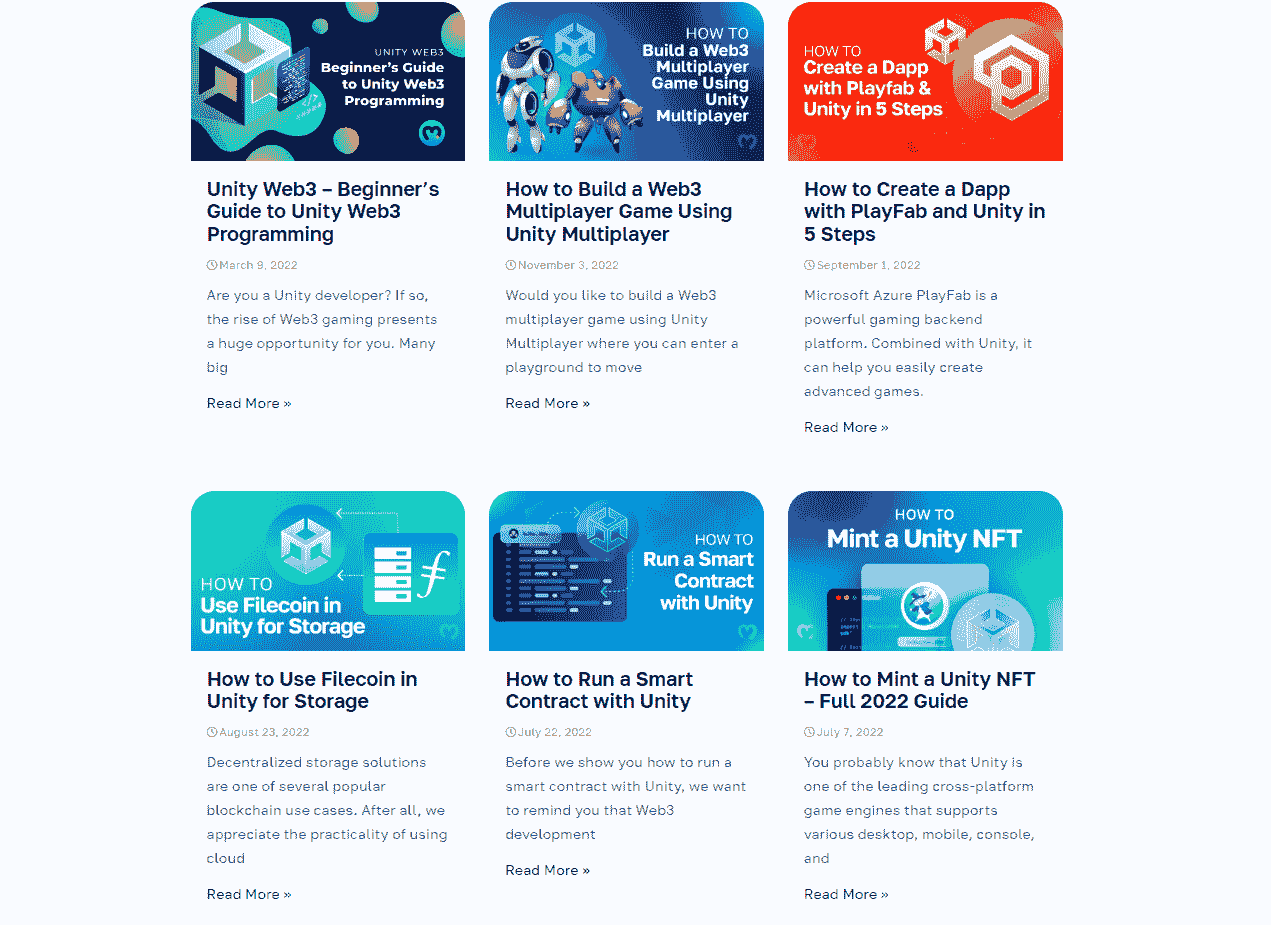 UNITY WEB3
Beginner's Guide
to Unity Web3
Programming
HOW TO
Build a Web3
Multiplayer
Game Using
Unity
Multiplayer
HOW TO
Create a Dapp
with Playfab &
Unity in 5 Steps
Unity Web3 – Beginner's
Guide to Unity Web3
Programming
March 9, 2022
Are you a Unity developer? If so,
the rise of Web3 gaming presents
a huge opportunity for you. Many
big
Read More »
How to Build a Web3
Multiplayer Game Using
Unity Multiplayer
November 3, 2022
Would you like to build a Web3
multiplayer game using Unity
Multiplayer where you can enter a
playground to move
Read More »
How to Create a Dapp
with PlayFab and Unity in
5 Steps
September 1, 2022
Microsoft Azure PlayFab is a
powerful gaming backend
platform. Combined with Unity, it
can help you easily create
advanced games.
Read More »
HOW TO
Use Filecoin in
Unity for Storage
HOW TO
Run a Smart
Contract
with Unity
HOW TO
Mint a Unity NFT
How to Use Filecoin in
Unity for Storage
August 23, 2022
Decentralized storage solutions
are one of several popular
blockchain use cases. After all, we
appreciate the practicality of using
cloud
Read More »
How to Run a Smart
Contract with Unity
July 22, 2022
Before we show you how to run a
smart contract with Unity, we want
to remind you that Web3
development
Read More »
How to Mint a Unity NFT
– Full 2022 Guide
July 7, 2022
You probably know that Unity is
one of the leading cross-platform
game engines that supports
various desktop, mobile, console,
and
Read More »